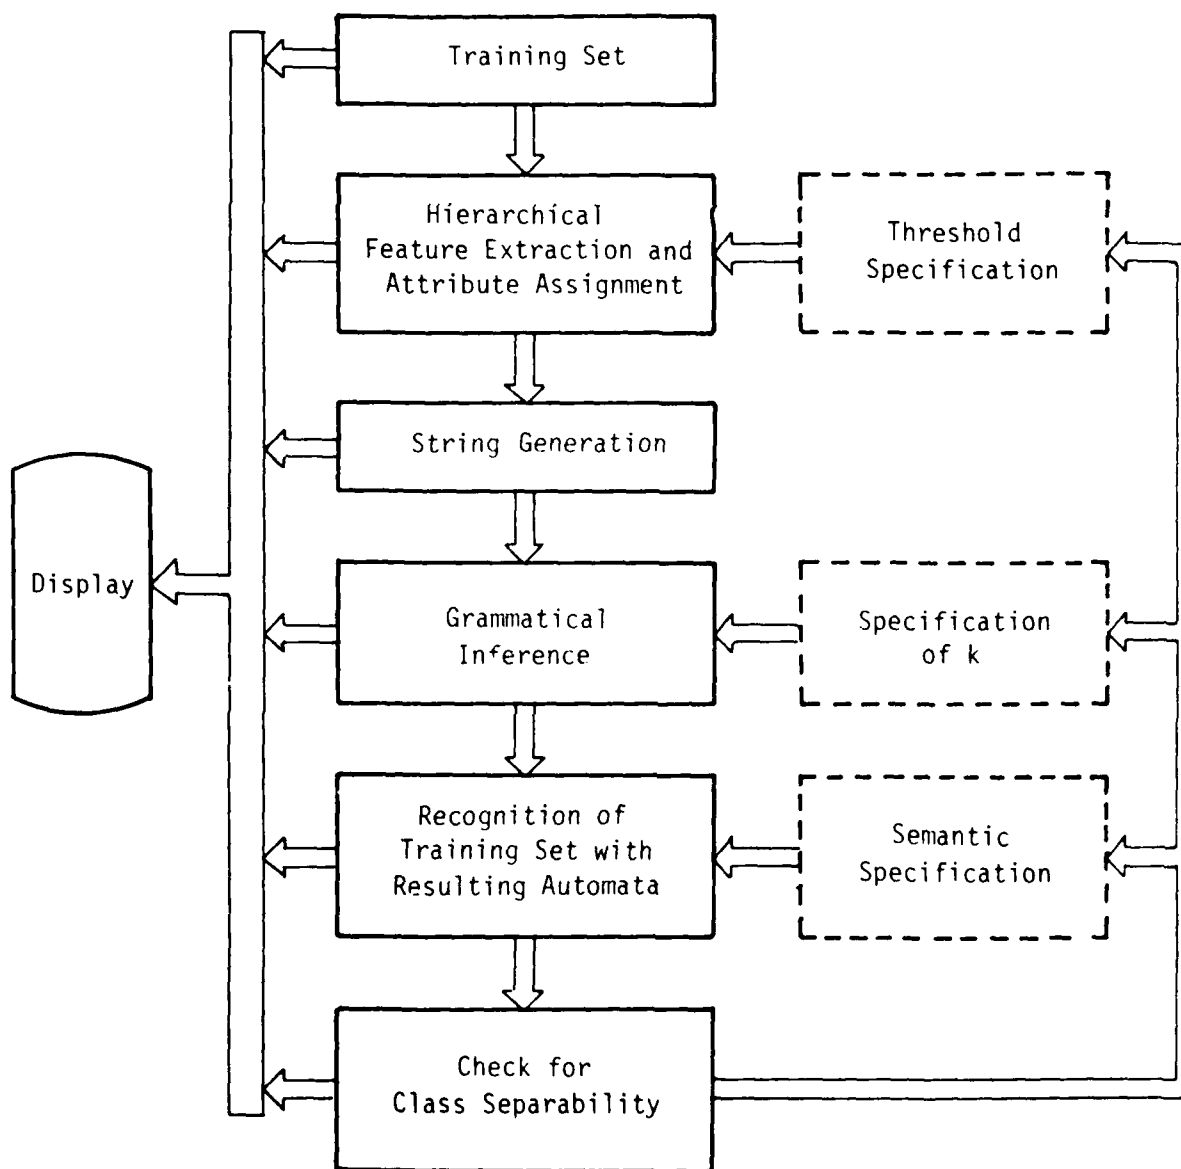 Training Set
Hierarchical
Feature Extraction and
Attribute Assignment
Threshold
Specification
String Generation
Display
Grammatical
Inference
Specification
of k
Recognition of
Training Set with
Resulting Automata
Semantic
Specification
Check for
Class Separability